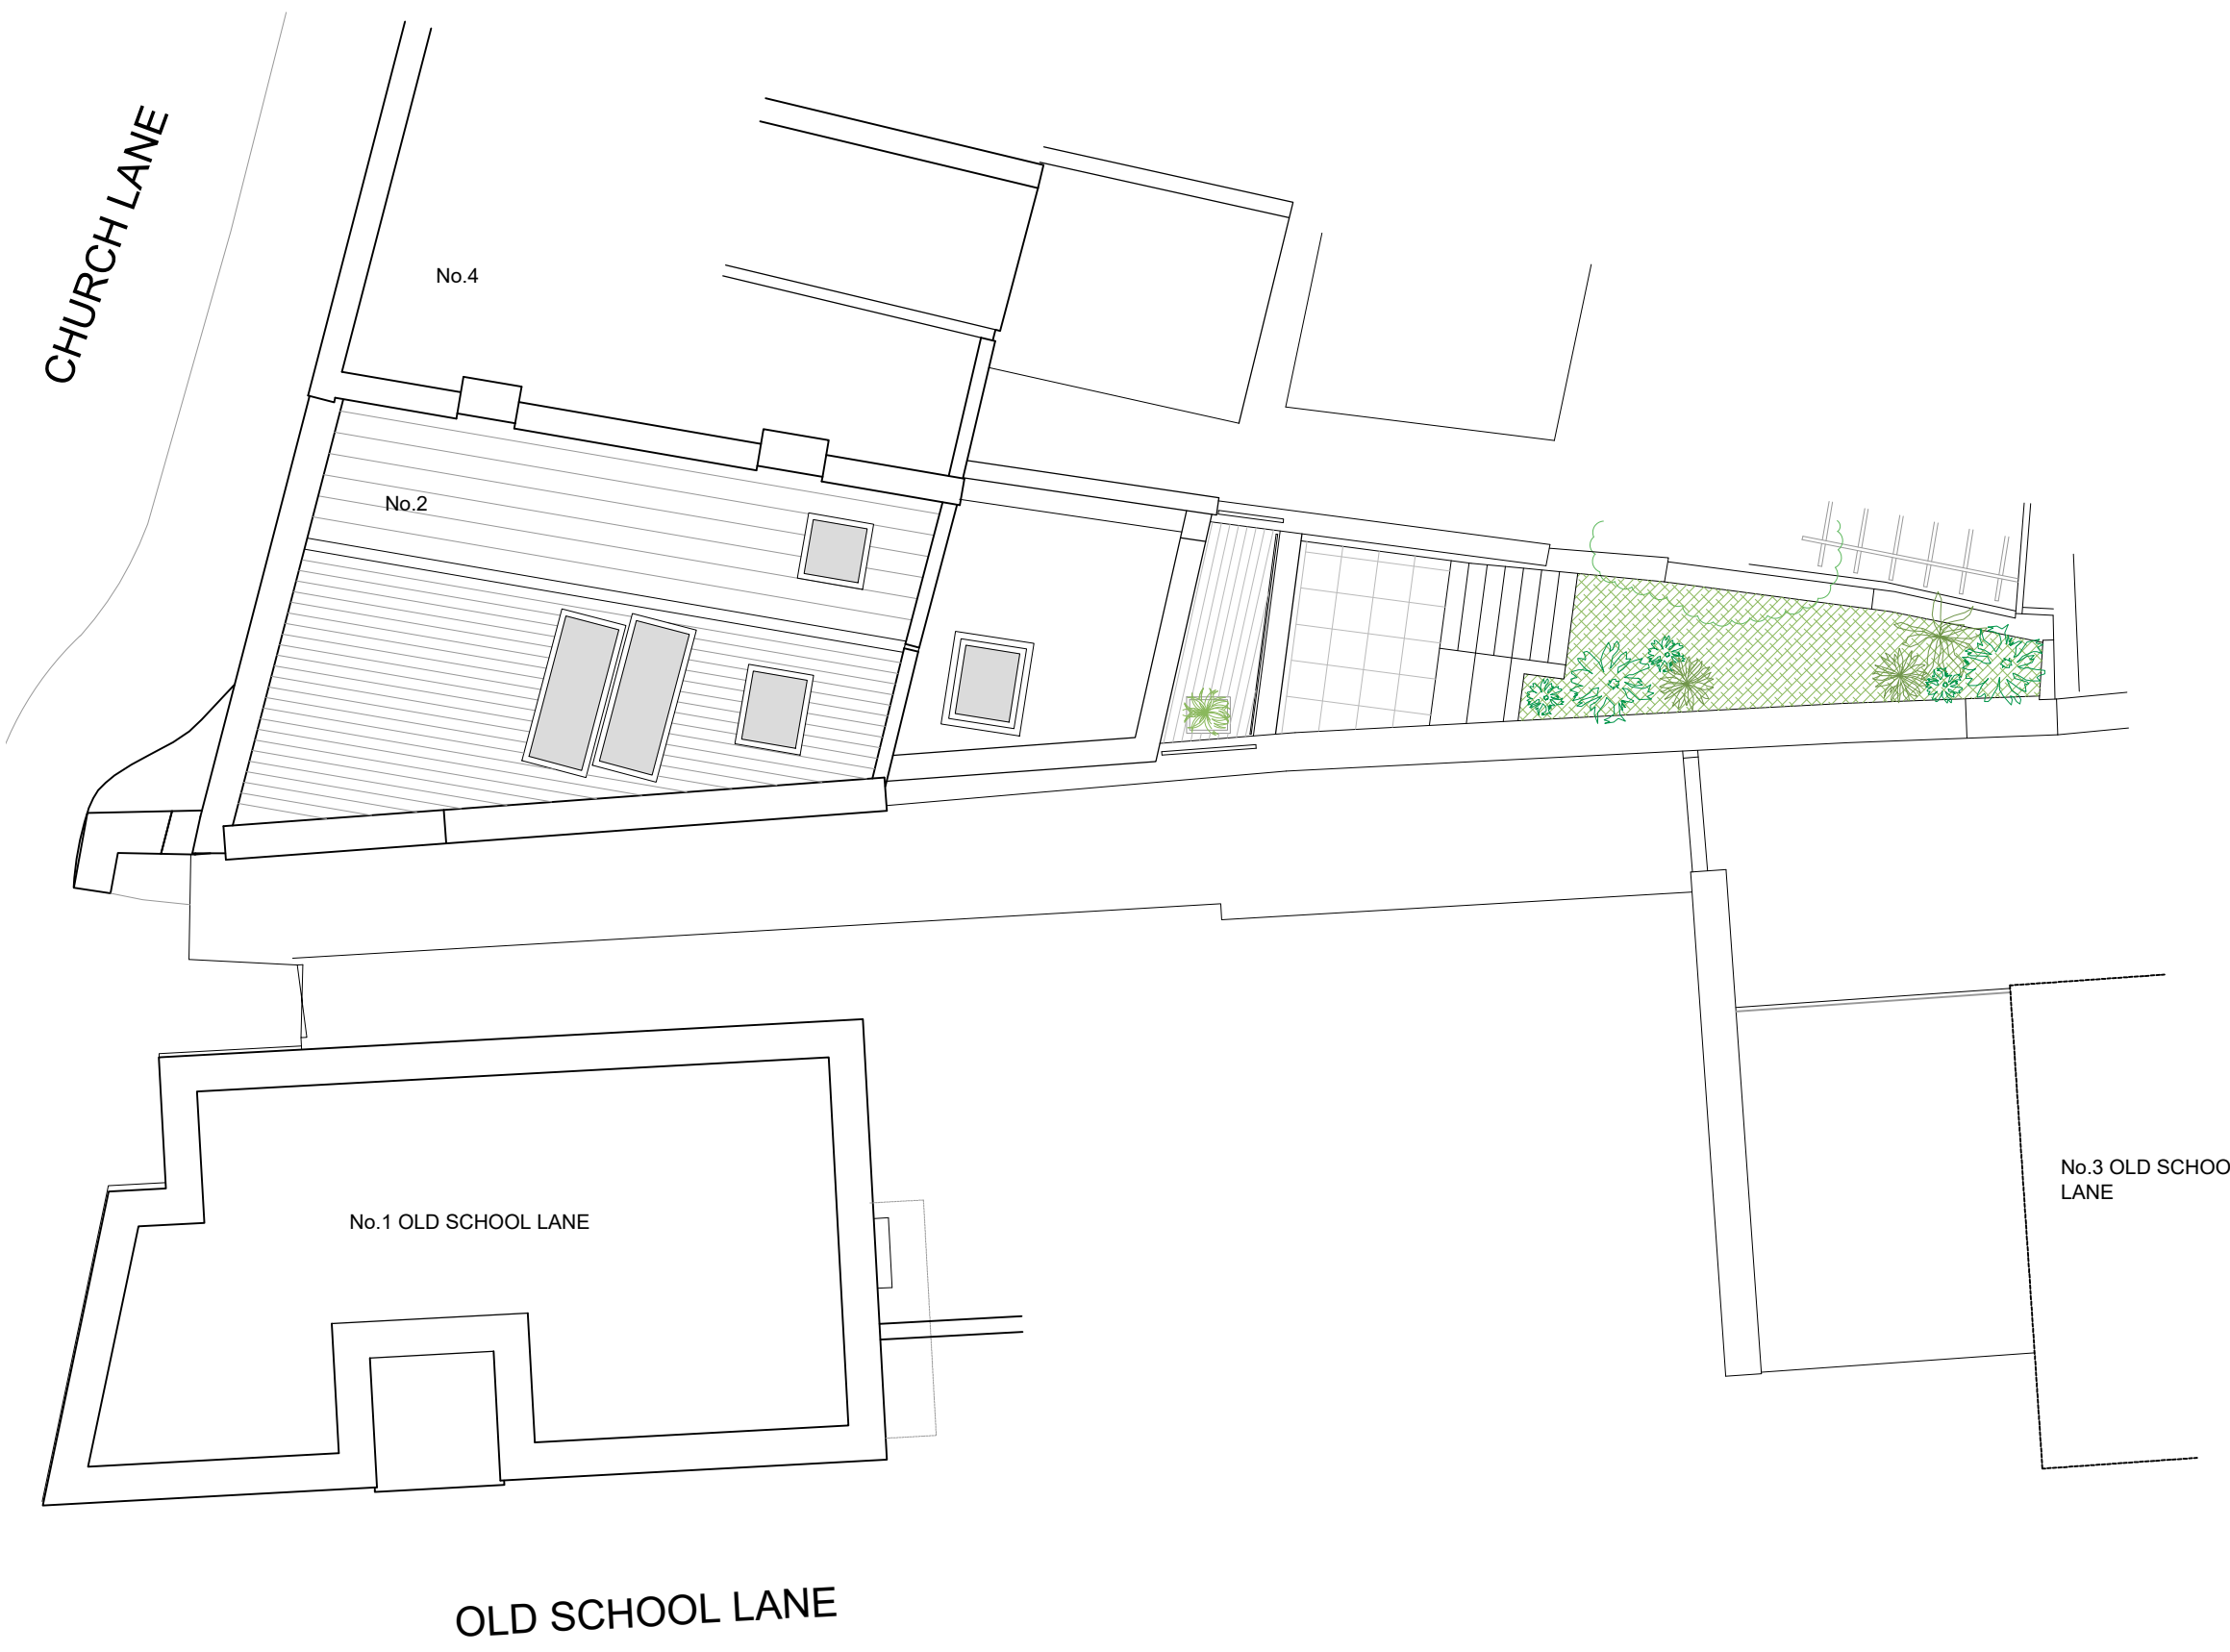 CHURCH LANE
No.4
No.2
No.3 OLD SCHOO
LANE
No.1 OLD SCHOOL LANE
OLD SCHOOL LANE